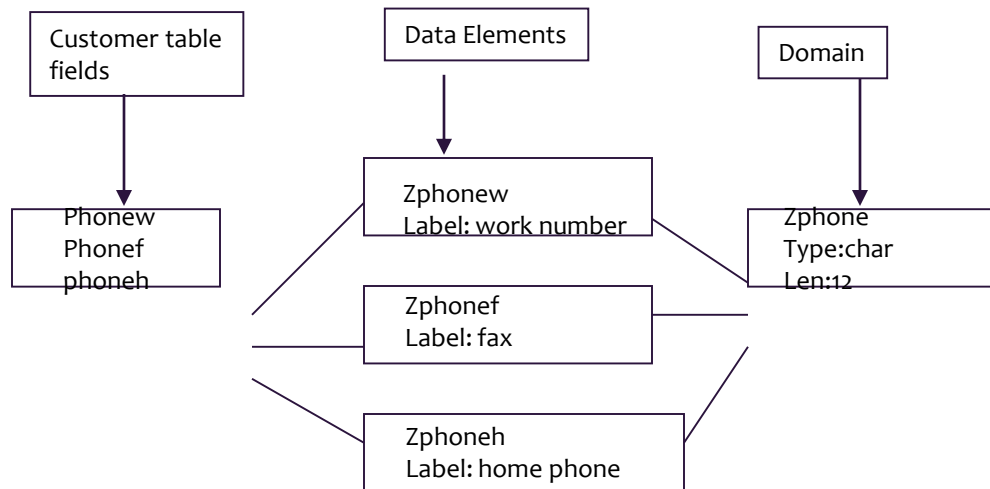 Customer table
fields
Data Elements
Domain
Phonew
Phonef
phoneh
Zphonew
Label: work number
Zphonef
Label: fax
Zphoneh
Label: home phone
Zphone
Type:char
Len:12